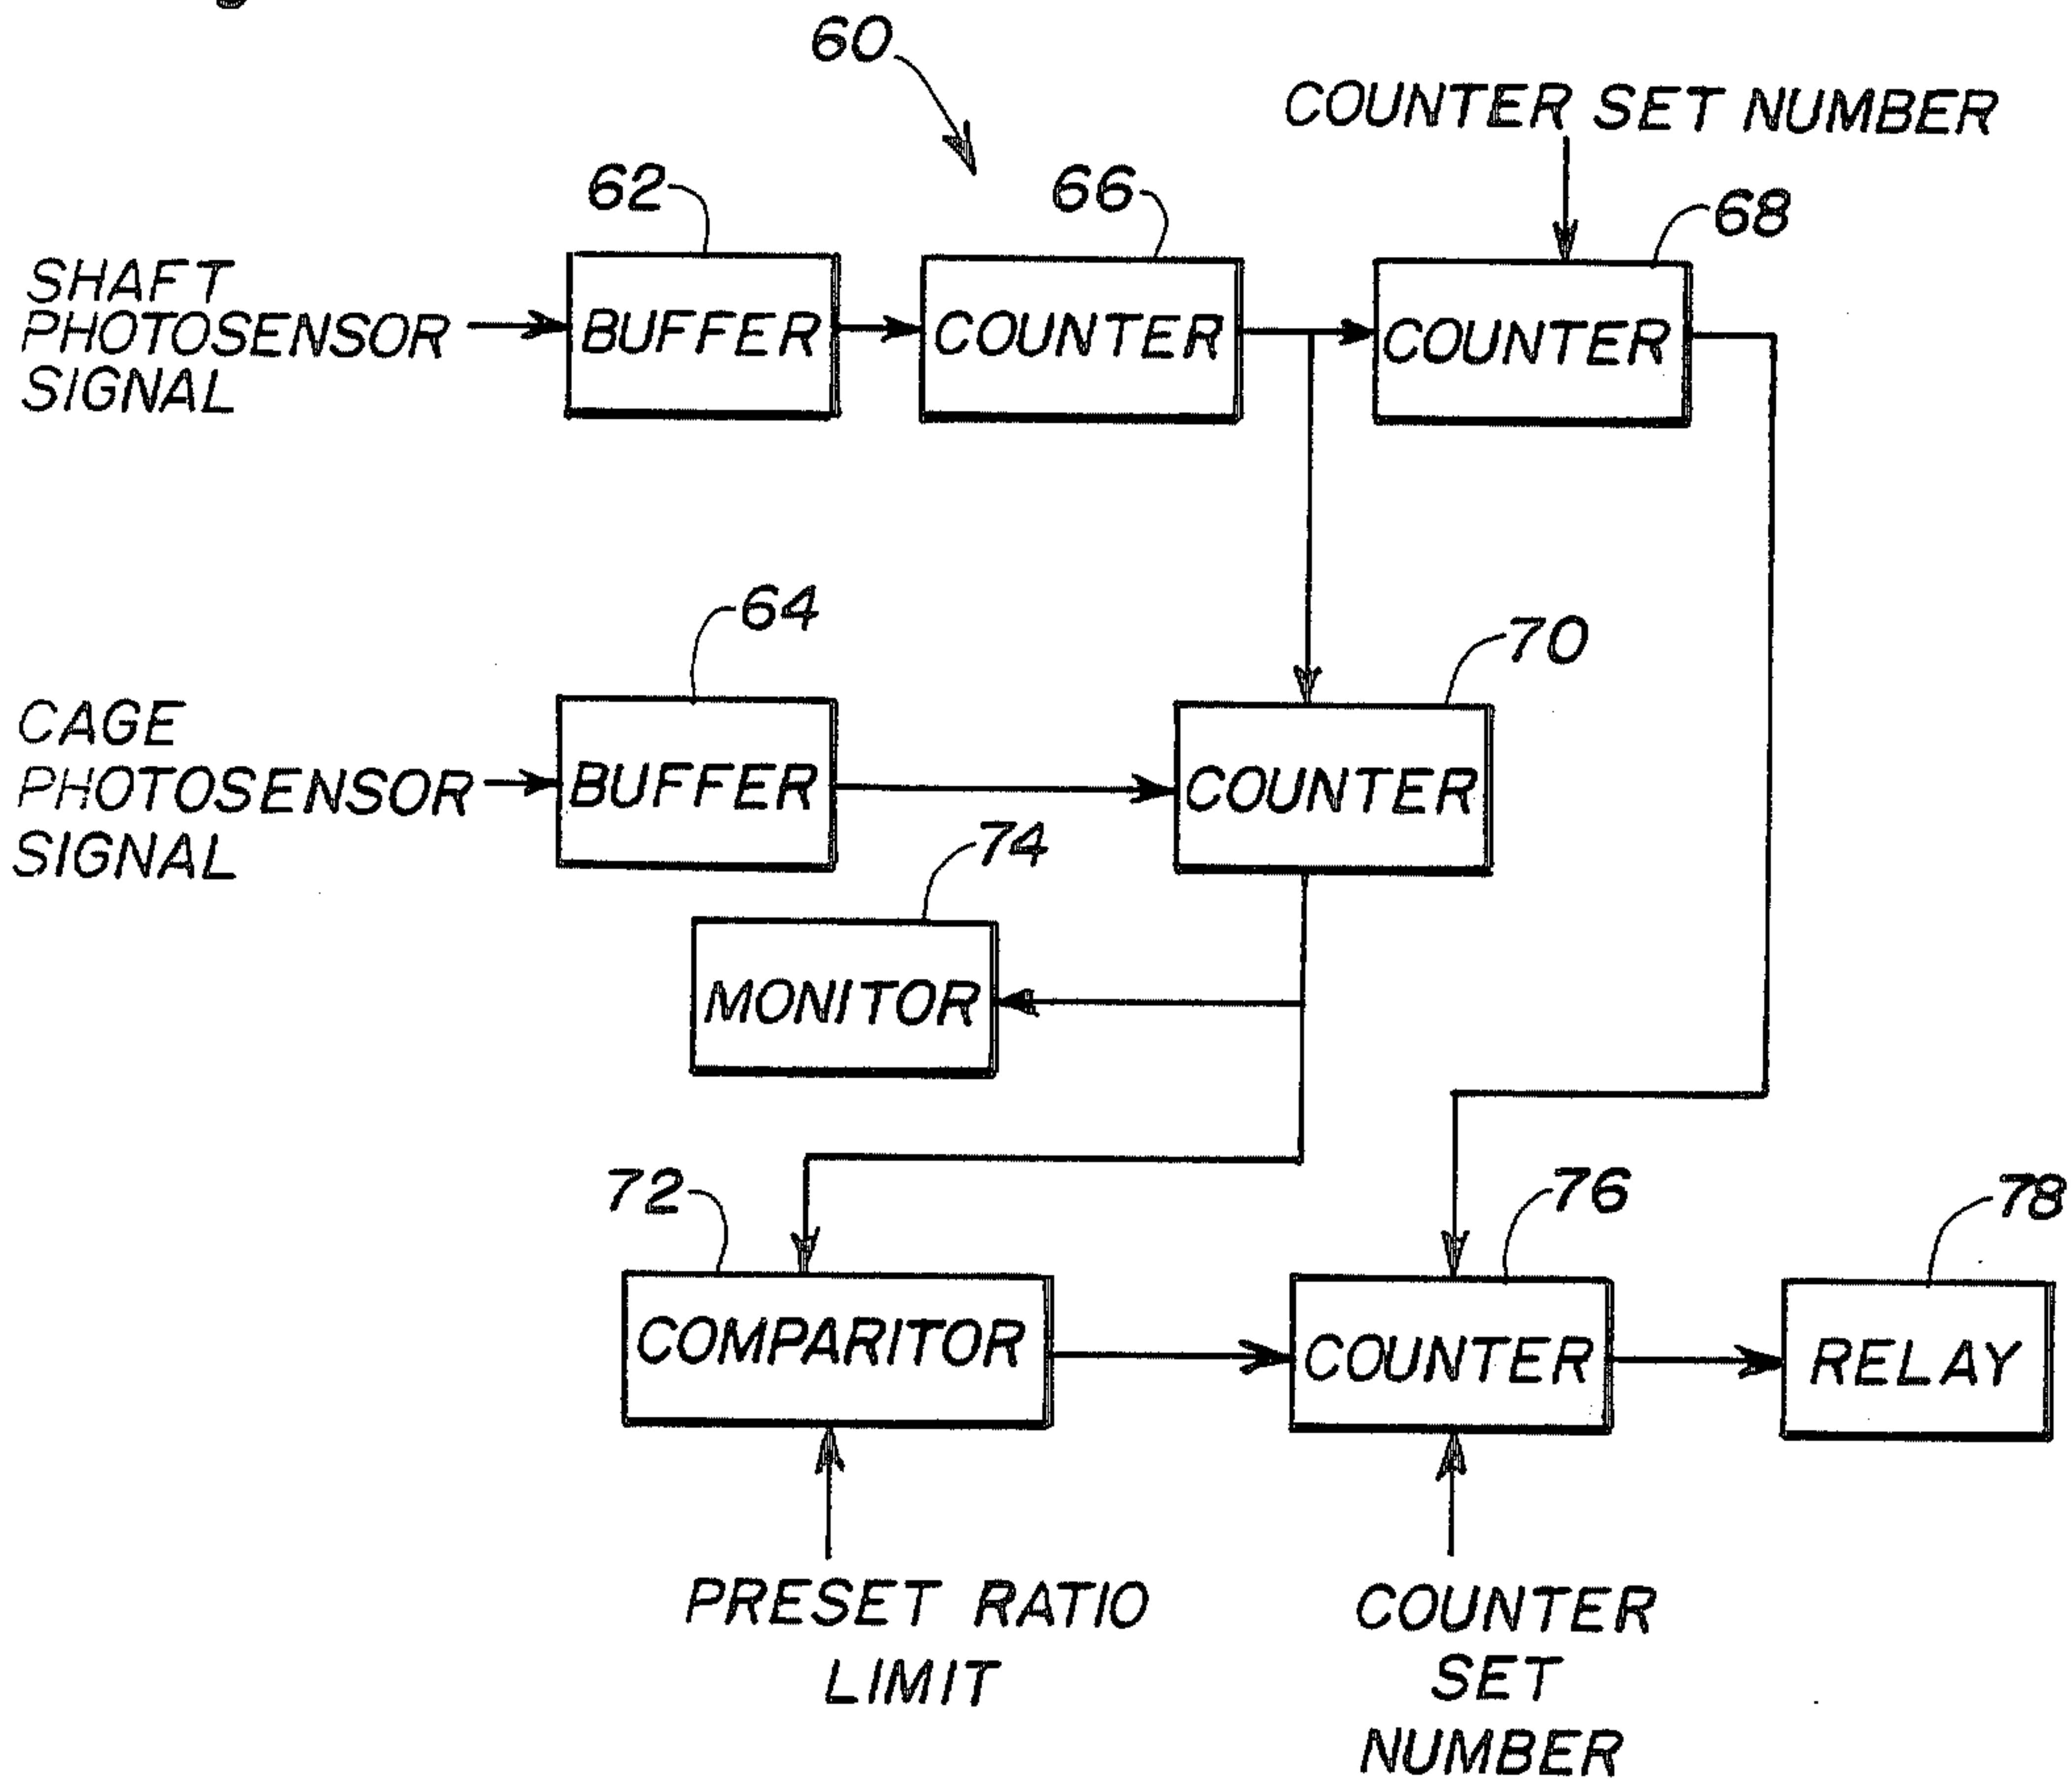 60
COUNTER SET NUMBER
62
66
68
SHAFT
PHOTOSENSOR
SIGNAL
BUFFER
COUNTER
COUNTER
64
70
CAGE
PHOTOSENSOR
SIGNAL
BUFFER
COUNTER
74
MONITOR
72
76
78
COMPARITOR
COUNTER
RELAY
PRESET RATIO
LIMIT
COUNTER
SET
NUMBER